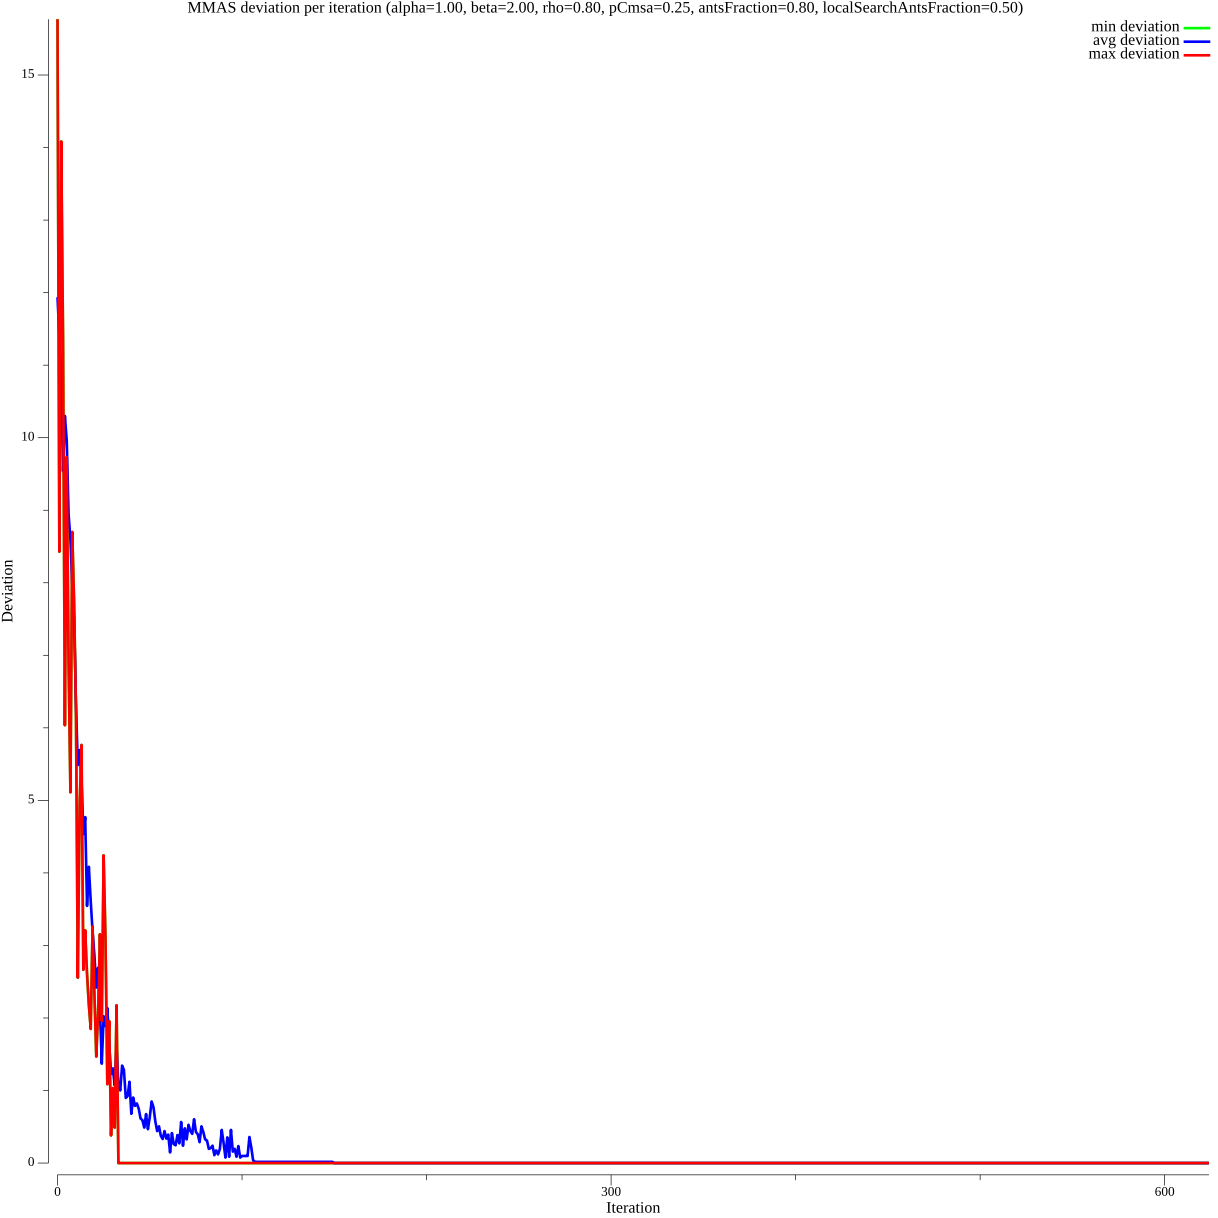 MMAS deviation per iteration (alpha=1.00, beta=2.00, rho=0.80, pCmsa=0.25, antsFraction=0.80, localSearchAntsFraction=0.50)
min deviation
avg deviation
max deviation
15
10
5
0
Deviation
0
300
600
Iteration